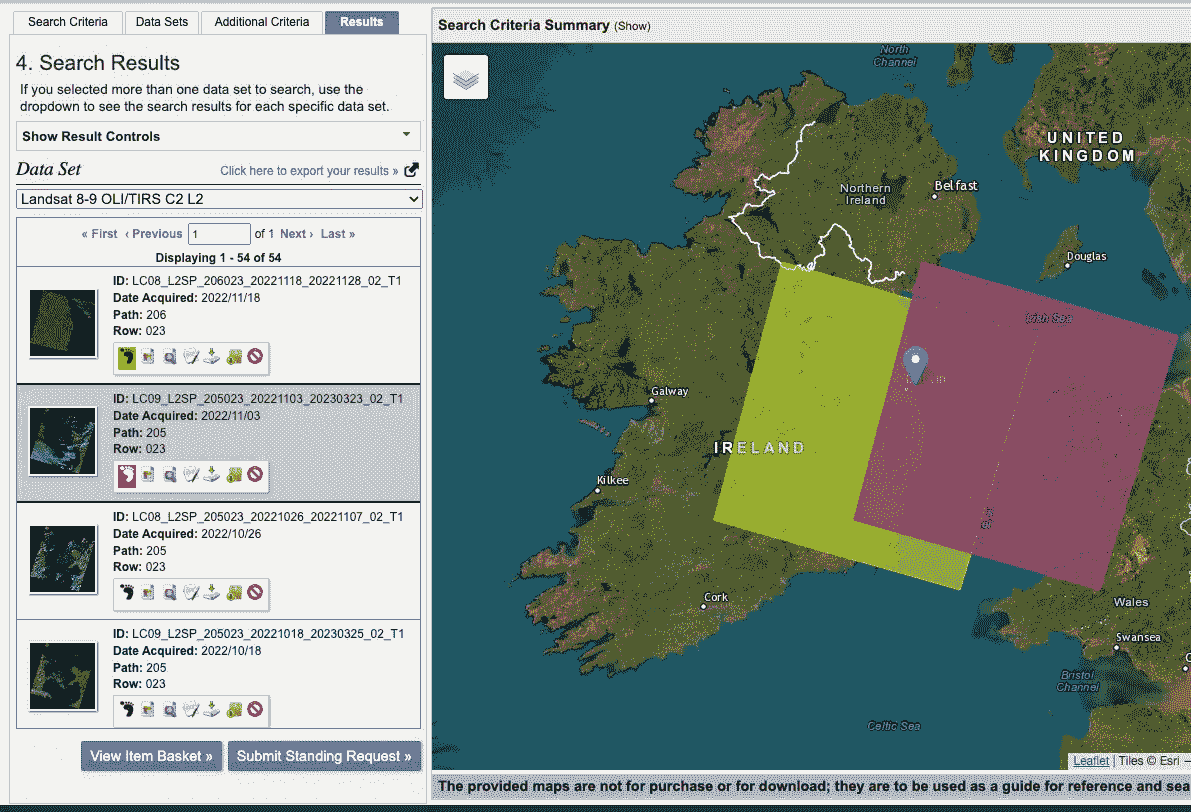 Search Criteria
Data Sets
Additional Criteria
Results
4. Search Results
If you selected more than one data set to search, use the
dropdown to see the search results for each specific data set.
Show Result Controls
Data Set
Click here to export your results »
Landsat 8-9 OLI/TIRS C2 L2
« First ‹ Previous 1 of 1 Next › Last »
Displaying 1 - 54 of 54
ID: LC08_L2SP_206023_20221118_20221128_02_T1
Date Acquired: 2022/11/18
Path: 206
Row: 023
ID: LC09_L2SP_205023_20221103_20230323_02_T1
Date Acquired: 2022/11/03
Path: 205
Row: 023
ID: LC08_L2SP_205023_20221026_20221107_02_T1
Date Acquired: 2022/10/26
Path: 205
Row: 023
ID: LC09_L2SP_205023_20221018_20230325_02_T1
Date Acquired: 2022/10/18
Path: 205
Row: 023
View Item Basket »
Submit Standing Request »
Search Criteria Summary (Show)
North
Channel
UNITED
KINGDOM
Northern
Ireland
Belfast
Douglas
Irish Sea
Galway
IRELAND
Kilkee
Cork
Wales
Swansea
Bristol
Channel
Celtic Sea
Leaflet | Tiles © Esri —
The provided maps are not for purchase or for download; they are to be used as a guide for reference and sea